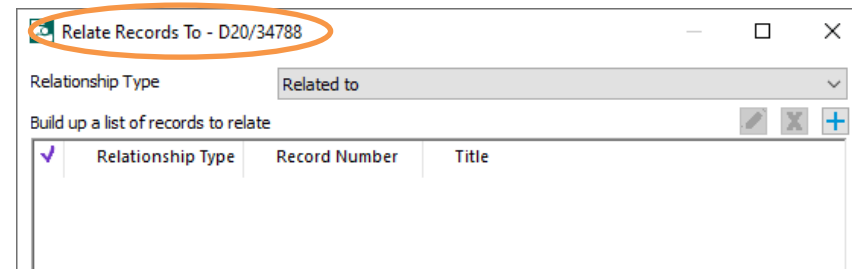 Relate Records To - D20/34788
Relationship Type Related to
Build up a list of records to relate
Relationship Type Record Number Title